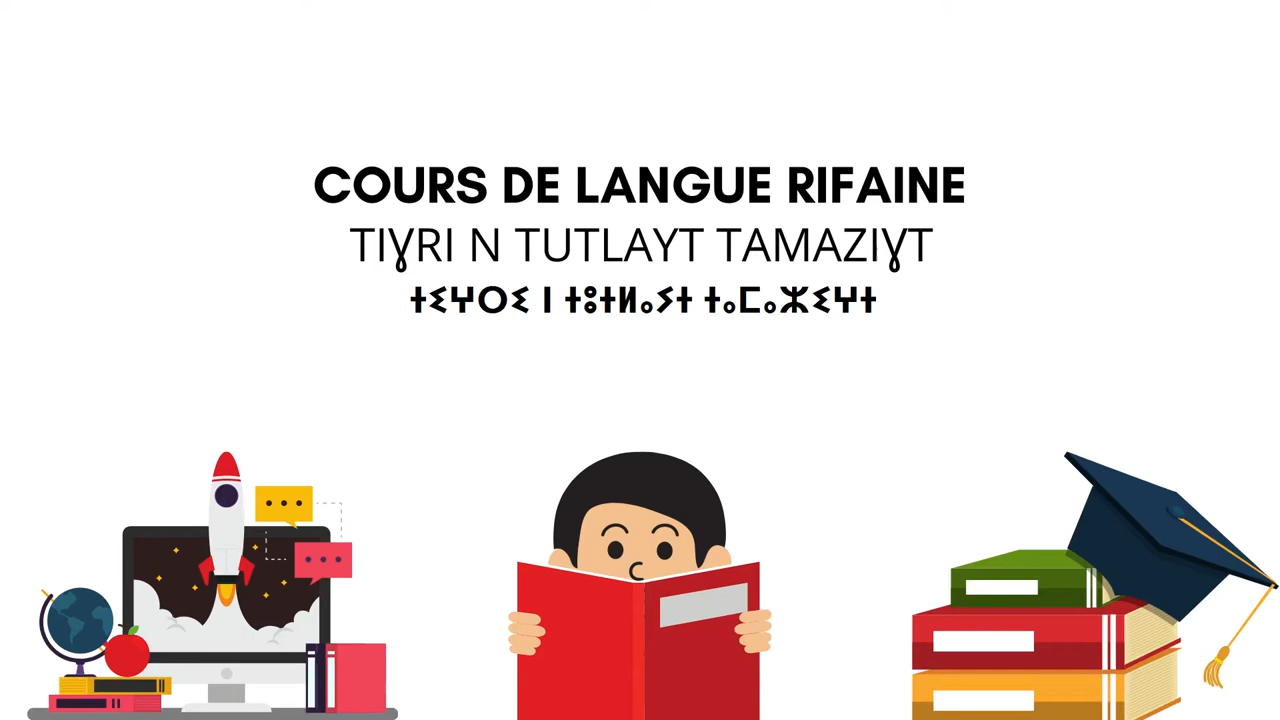 COURS DE LANGUE RIFAINE
TIƔRI N TUTLAYT TAMAZIƔT
ⵜⵉⵖⵔⵉ ⵏ ⵜⵓⵜⵍⴰⵢⵜ ⵜⴰⵎⴰⵣⵉⵖⵜ